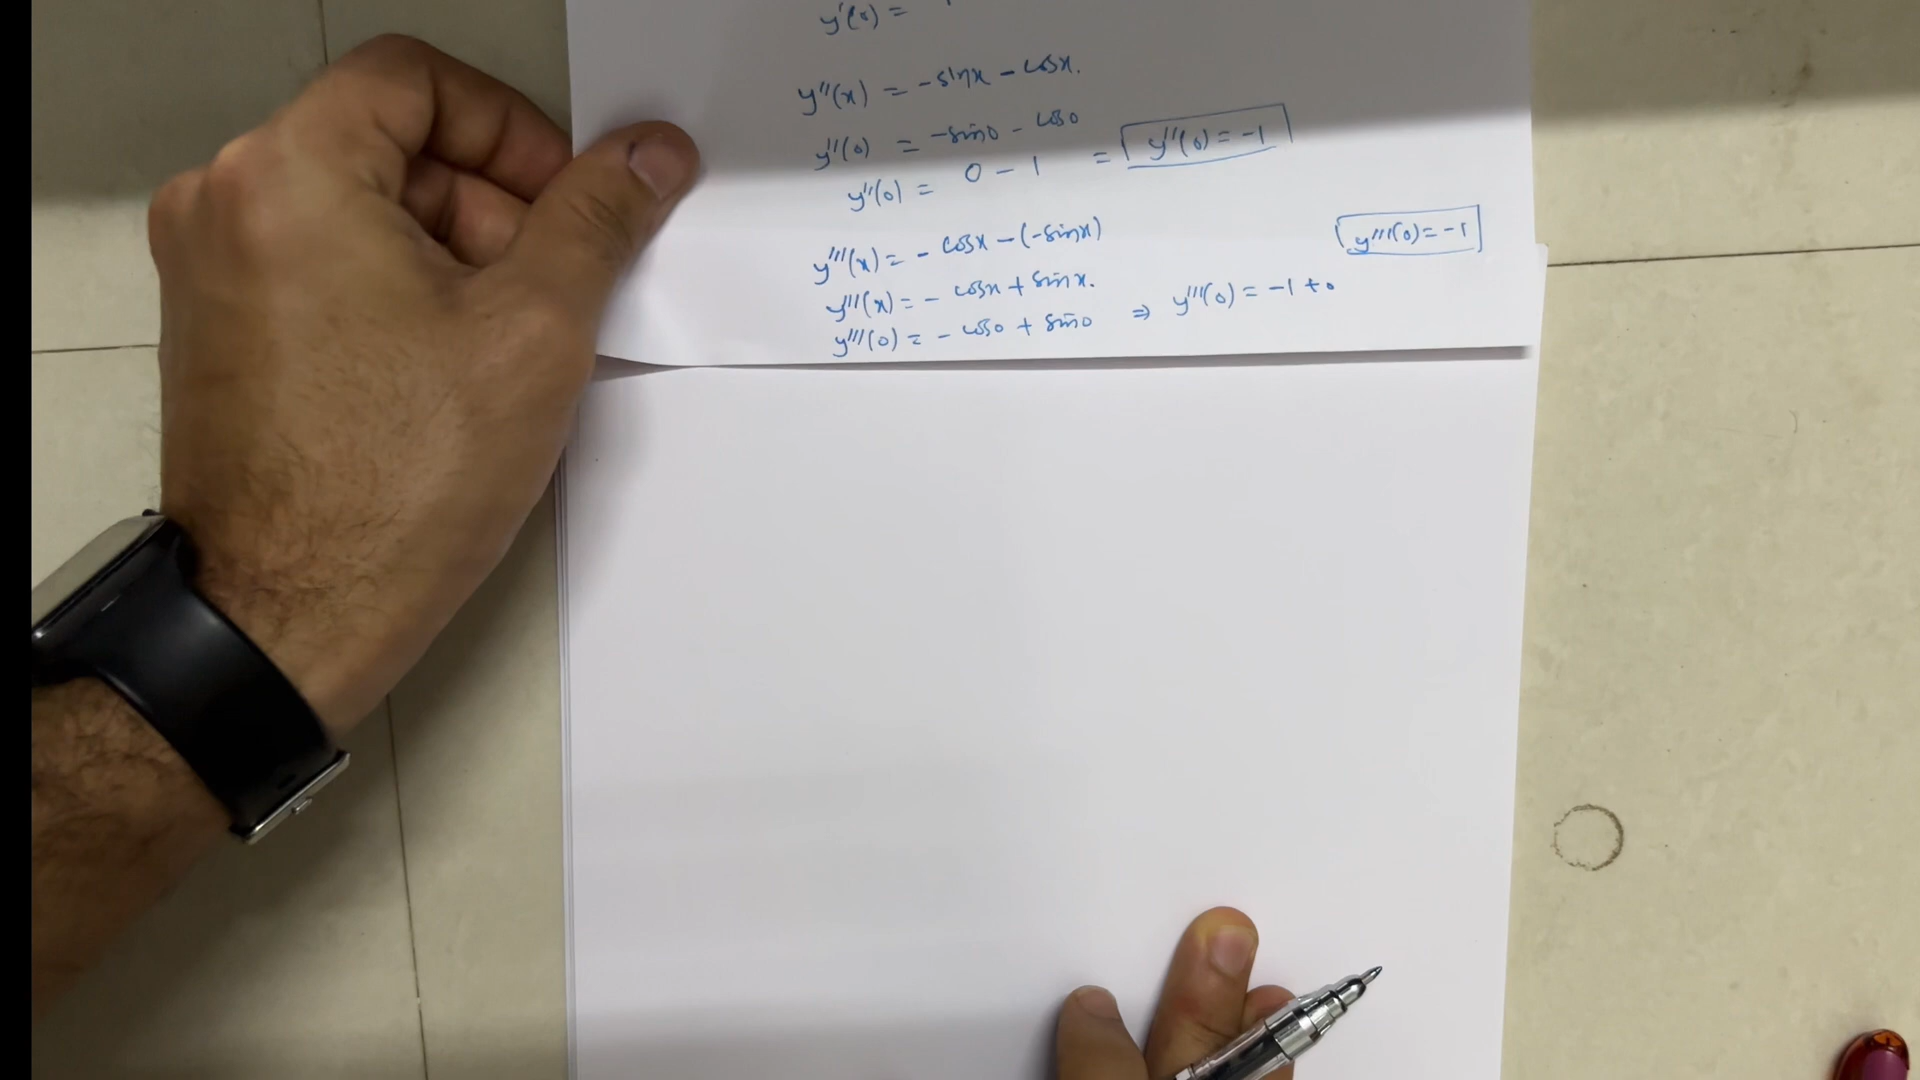 y'(0) =
y''(x) = -sinx - cosx.
y''(0) = -sin0 - cos0
y''(0) = 0 - 1 = y''(0) = -1
y'''(x) = - cosx - (-sinx)
y'''(x) = - cosx + sinx.
y'''(0) = - cos0 + sin0 ⇒ y'''(0) = -1 + 0
y'''(0) = -1